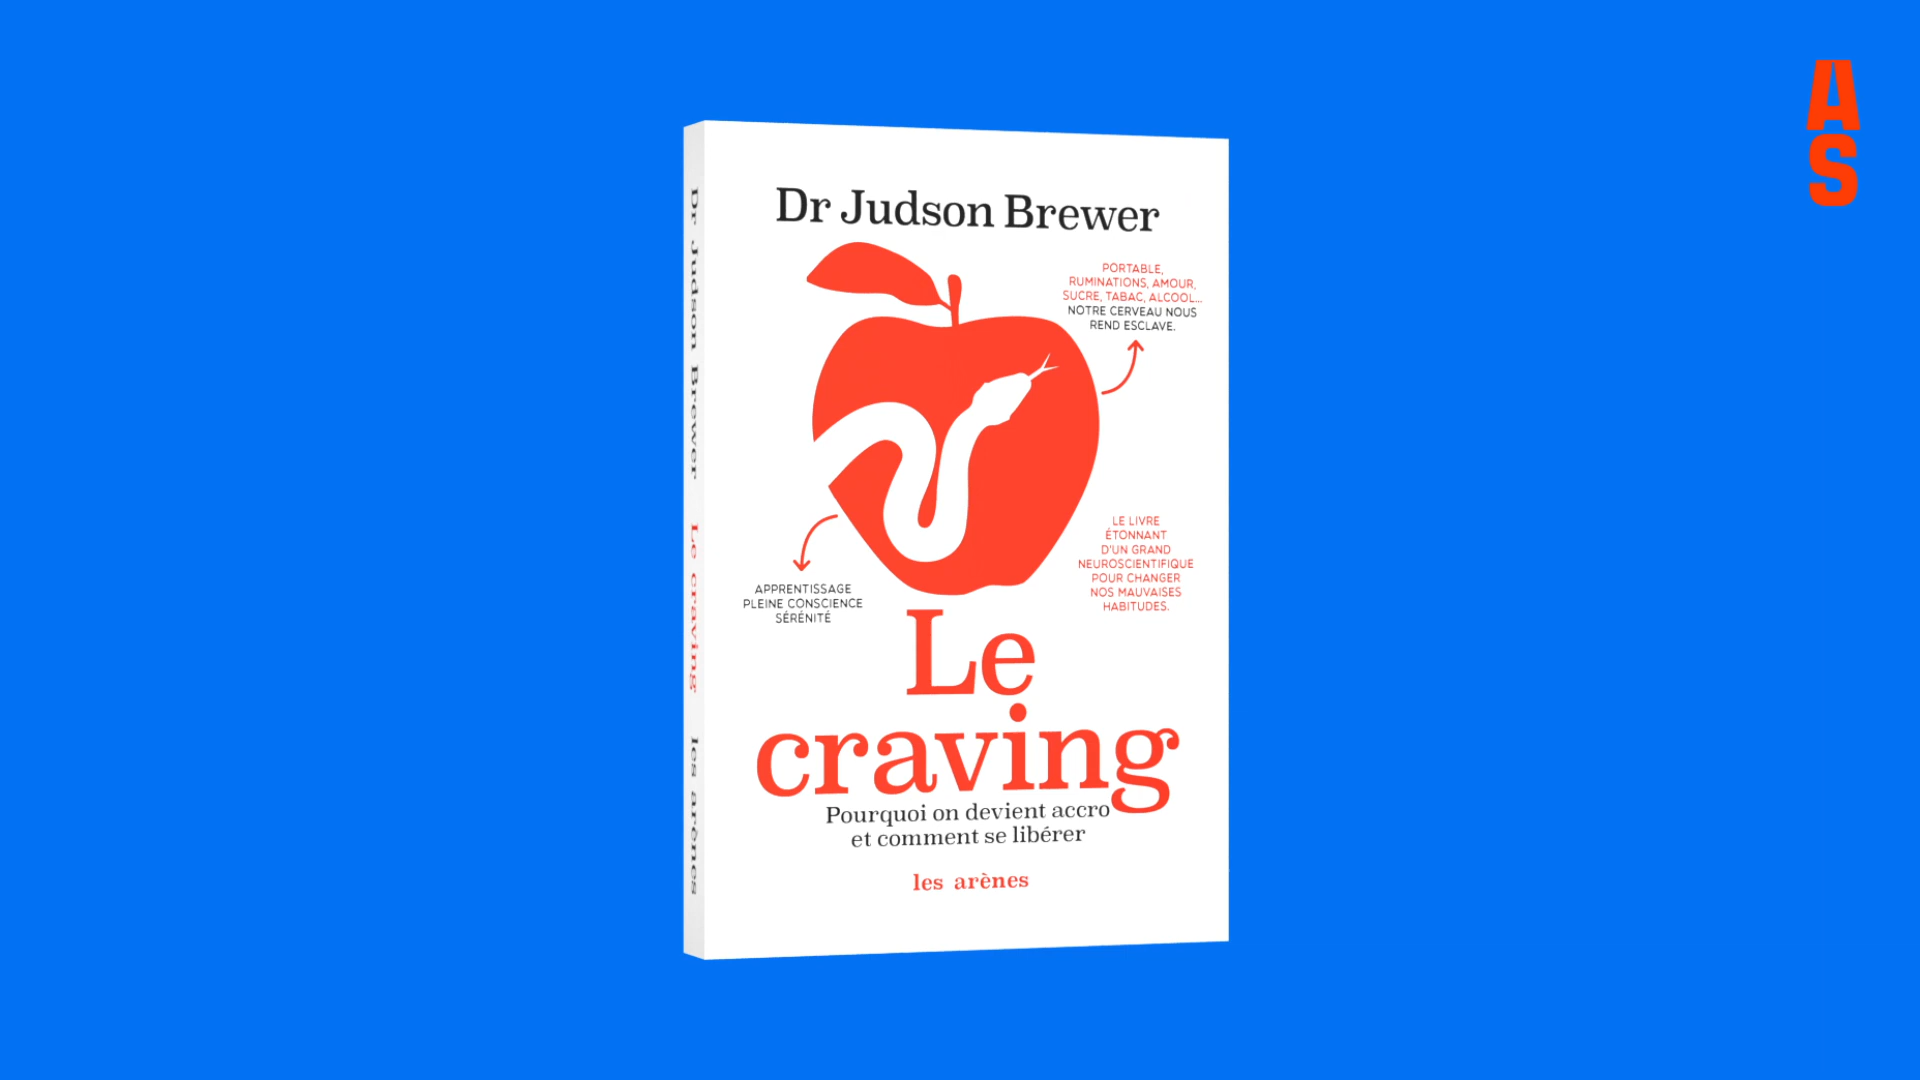 A
S
Dr Judson Brewer
PORTABLE,
RUMINATIONS, AMOUR,
SUCRE, TABAC, ALCOOL...
NOTRE CERVEAU NOUS
REND ESCLAVE.
LE LIVRE
ÉTONNANT
D'UN GRAND
NEUROSCIENTIFIQUE
POUR CHANGER
NOS MAUVAISES
HABITUDES.
APPRENTISSAGE
PLEINE CONSCIENCE
SÉRÉNITÉ
Le
craving
Pourquoi on devient accro
et comment se libérer
les arènes
Dr Judson Brewer Le craving les arènes